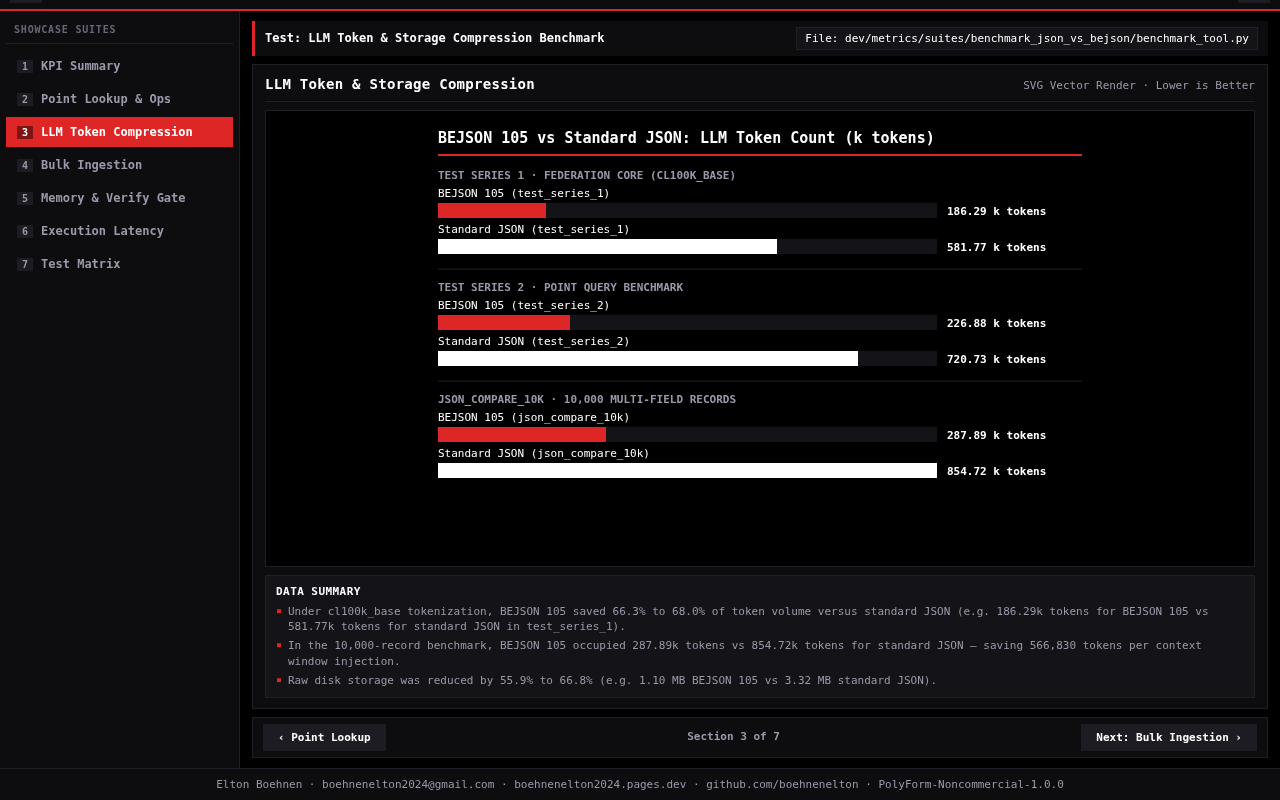 SHOWCASE SUITES
1 KPI Summary
2 Point Lookup & Ops
3 LLM Token Compression
4 Bulk Ingestion
5 Memory & Verify Gate
6 Execution Latency
7 Test Matrix
Test: LLM Token & Storage Compression Benchmark
File: dev/metrics/suites/benchmark_json_vs_bejson/benchmark_tool.py
LLM Token & Storage Compression
SVG Vector Render · Lower is Better
BEJSON 105 vs Standard JSON: LLM Token Count (k tokens)
TEST SERIES 1 · FEDERATION CORE (CL100K_BASE)
BEJSON 105 (test_series_1)
186.29 k tokens
Standard JSON (test_series_1)
581.77 k tokens
TEST SERIES 2 · POINT QUERY BENCHMARK
BEJSON 105 (test_series_2)
226.88 k tokens
Standard JSON (test_series_2)
720.73 k tokens
JSON_COMPARE_10K · 10,000 MULTI-FIELD RECORDS
BEJSON 105 (json_compare_10k)
287.89 k tokens
Standard JSON (json_compare_10k)
854.72 k tokens
DATA SUMMARY
▪ Under cl100k_base tokenization, BEJSON 105 saved 66.3% to 68.0% of token volume versus standard JSON (e.g. 186.29k tokens for BEJSON 105 vs
581.77k tokens for standard JSON in test_series_1).
▪ In the 10,000-record benchmark, BEJSON 105 occupied 287.89k tokens vs 854.72k tokens for standard JSON — saving 566,830 tokens per context
window injection.
▪ Raw disk storage was reduced by 55.9% to 66.8% (e.g. 1.10 MB BEJSON 105 vs 3.32 MB standard JSON).
‹ Point Lookup
Section 3 of 7
Next: Bulk Ingestion ›
Elton Boehnen · boehnenelton2024@gmail.com · boehnenelton2024.pages.dev · github.com/boehnenelton · PolyForm-Noncommercial-1.0.0